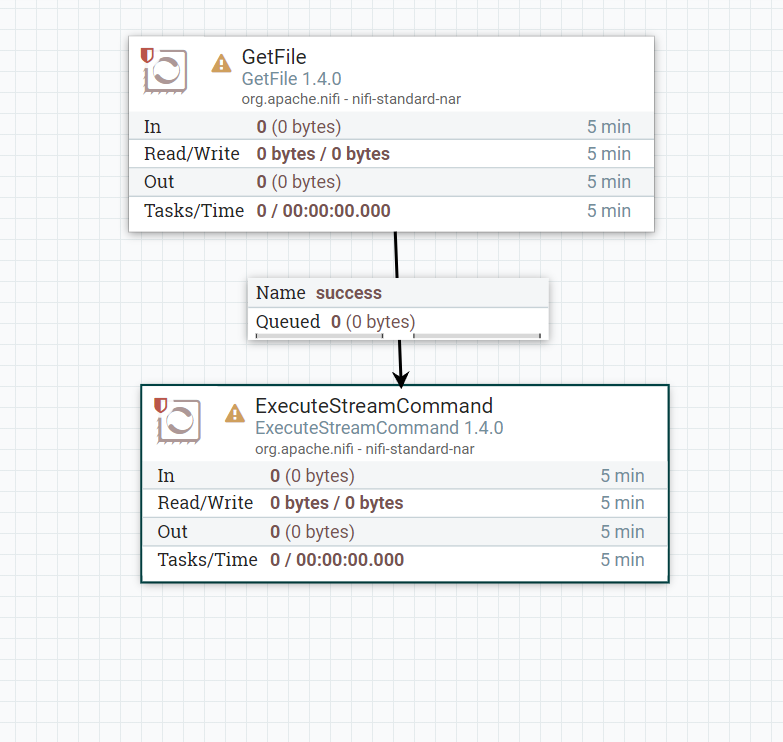 GetFile
GetFile 1.4.0
org.apache.nifi - nifi-standard-nar
In 0 (0 bytes) 5 min
Read/Write 0 bytes / 0 bytes 5 min
Out 0 (0 bytes) 5 min
Tasks/Time 0 / 00:00:00.000 5 min
Name success
Queued 0 (0 bytes)
ExecuteStreamCommand
ExecuteStreamCommand 1.4.0
org.apache.nifi - nifi-standard-nar
In 0 (0 bytes) 5 min
Read/Write 0 bytes / 0 bytes 5 min
Out 0 (0 bytes) 5 min
Tasks/Time 0 / 00:00:00.000 5 min